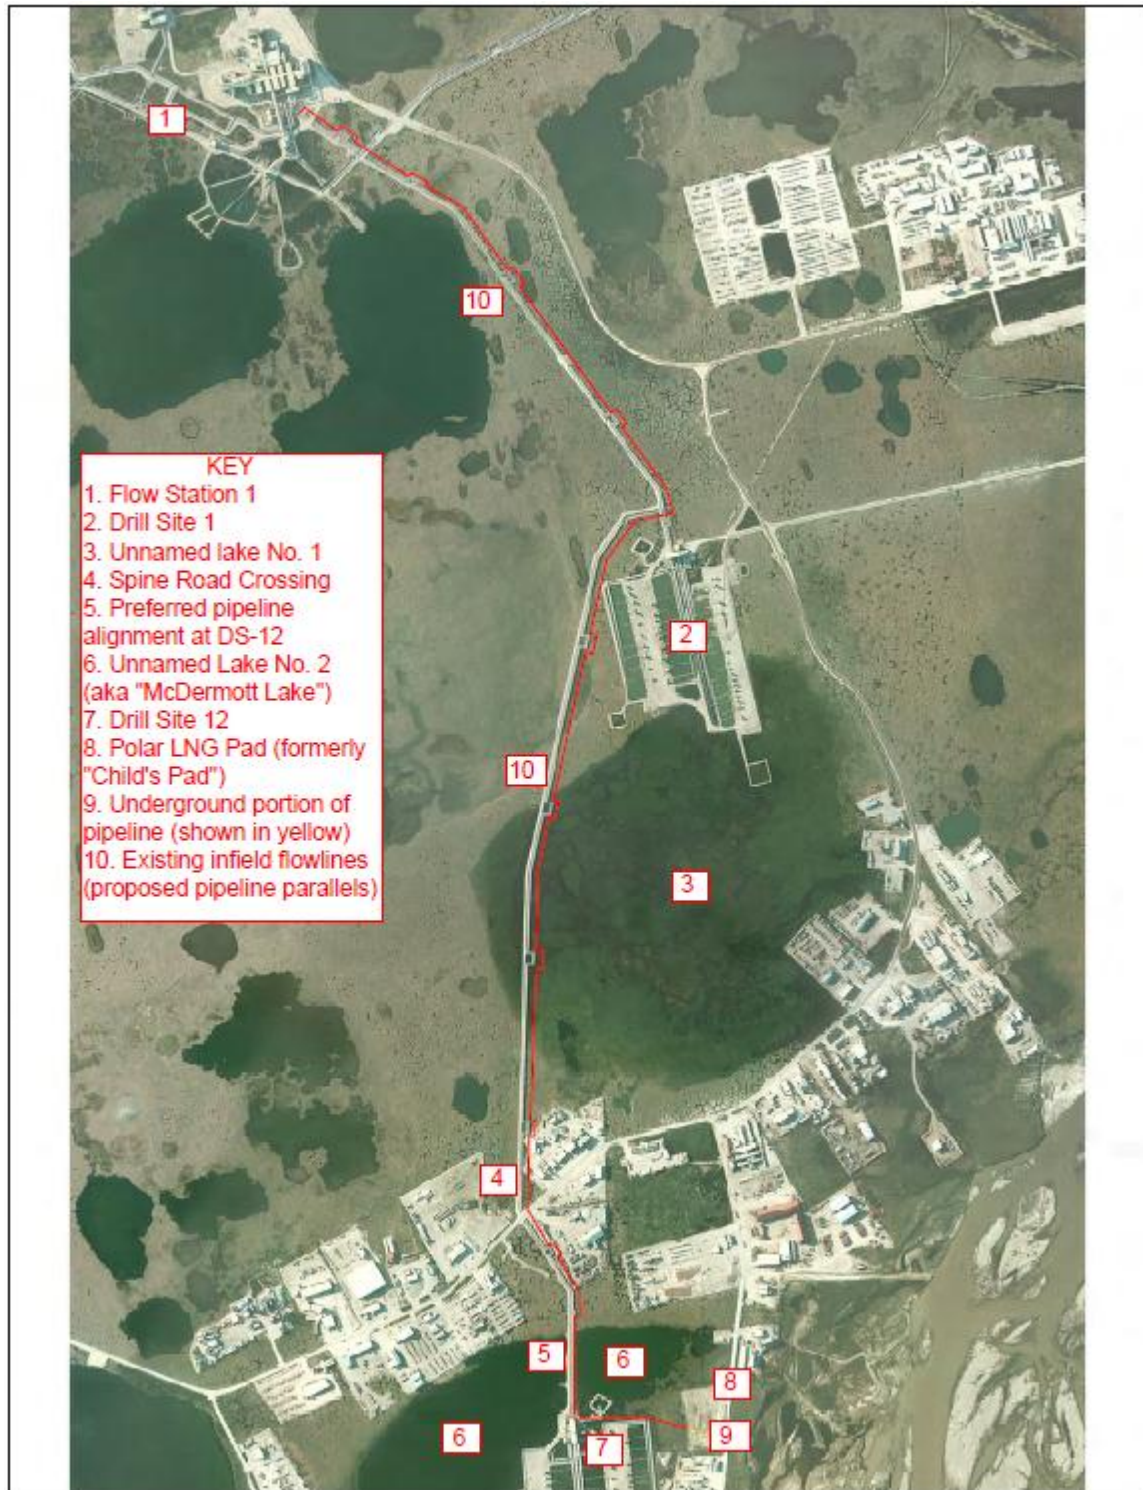 1
10
KEY
1. Flow Station 1
2. Drill Site 1
3. Unnamed lake No. 1
4. Spine Road Crossing
5. Preferred pipeline
alignment at DS-12
6. Unnamed Lake No. 2
(aka "McDermott Lake")
7. Drill Site 12
8. Polar LNG Pad (formerly
"Child's Pad")
9. Underground portion of
pipeline (shown in yellow)
10. Existing infield flowlines
(proposed pipeline parallels)
2
10
3
4
5
6
8
6
7
9